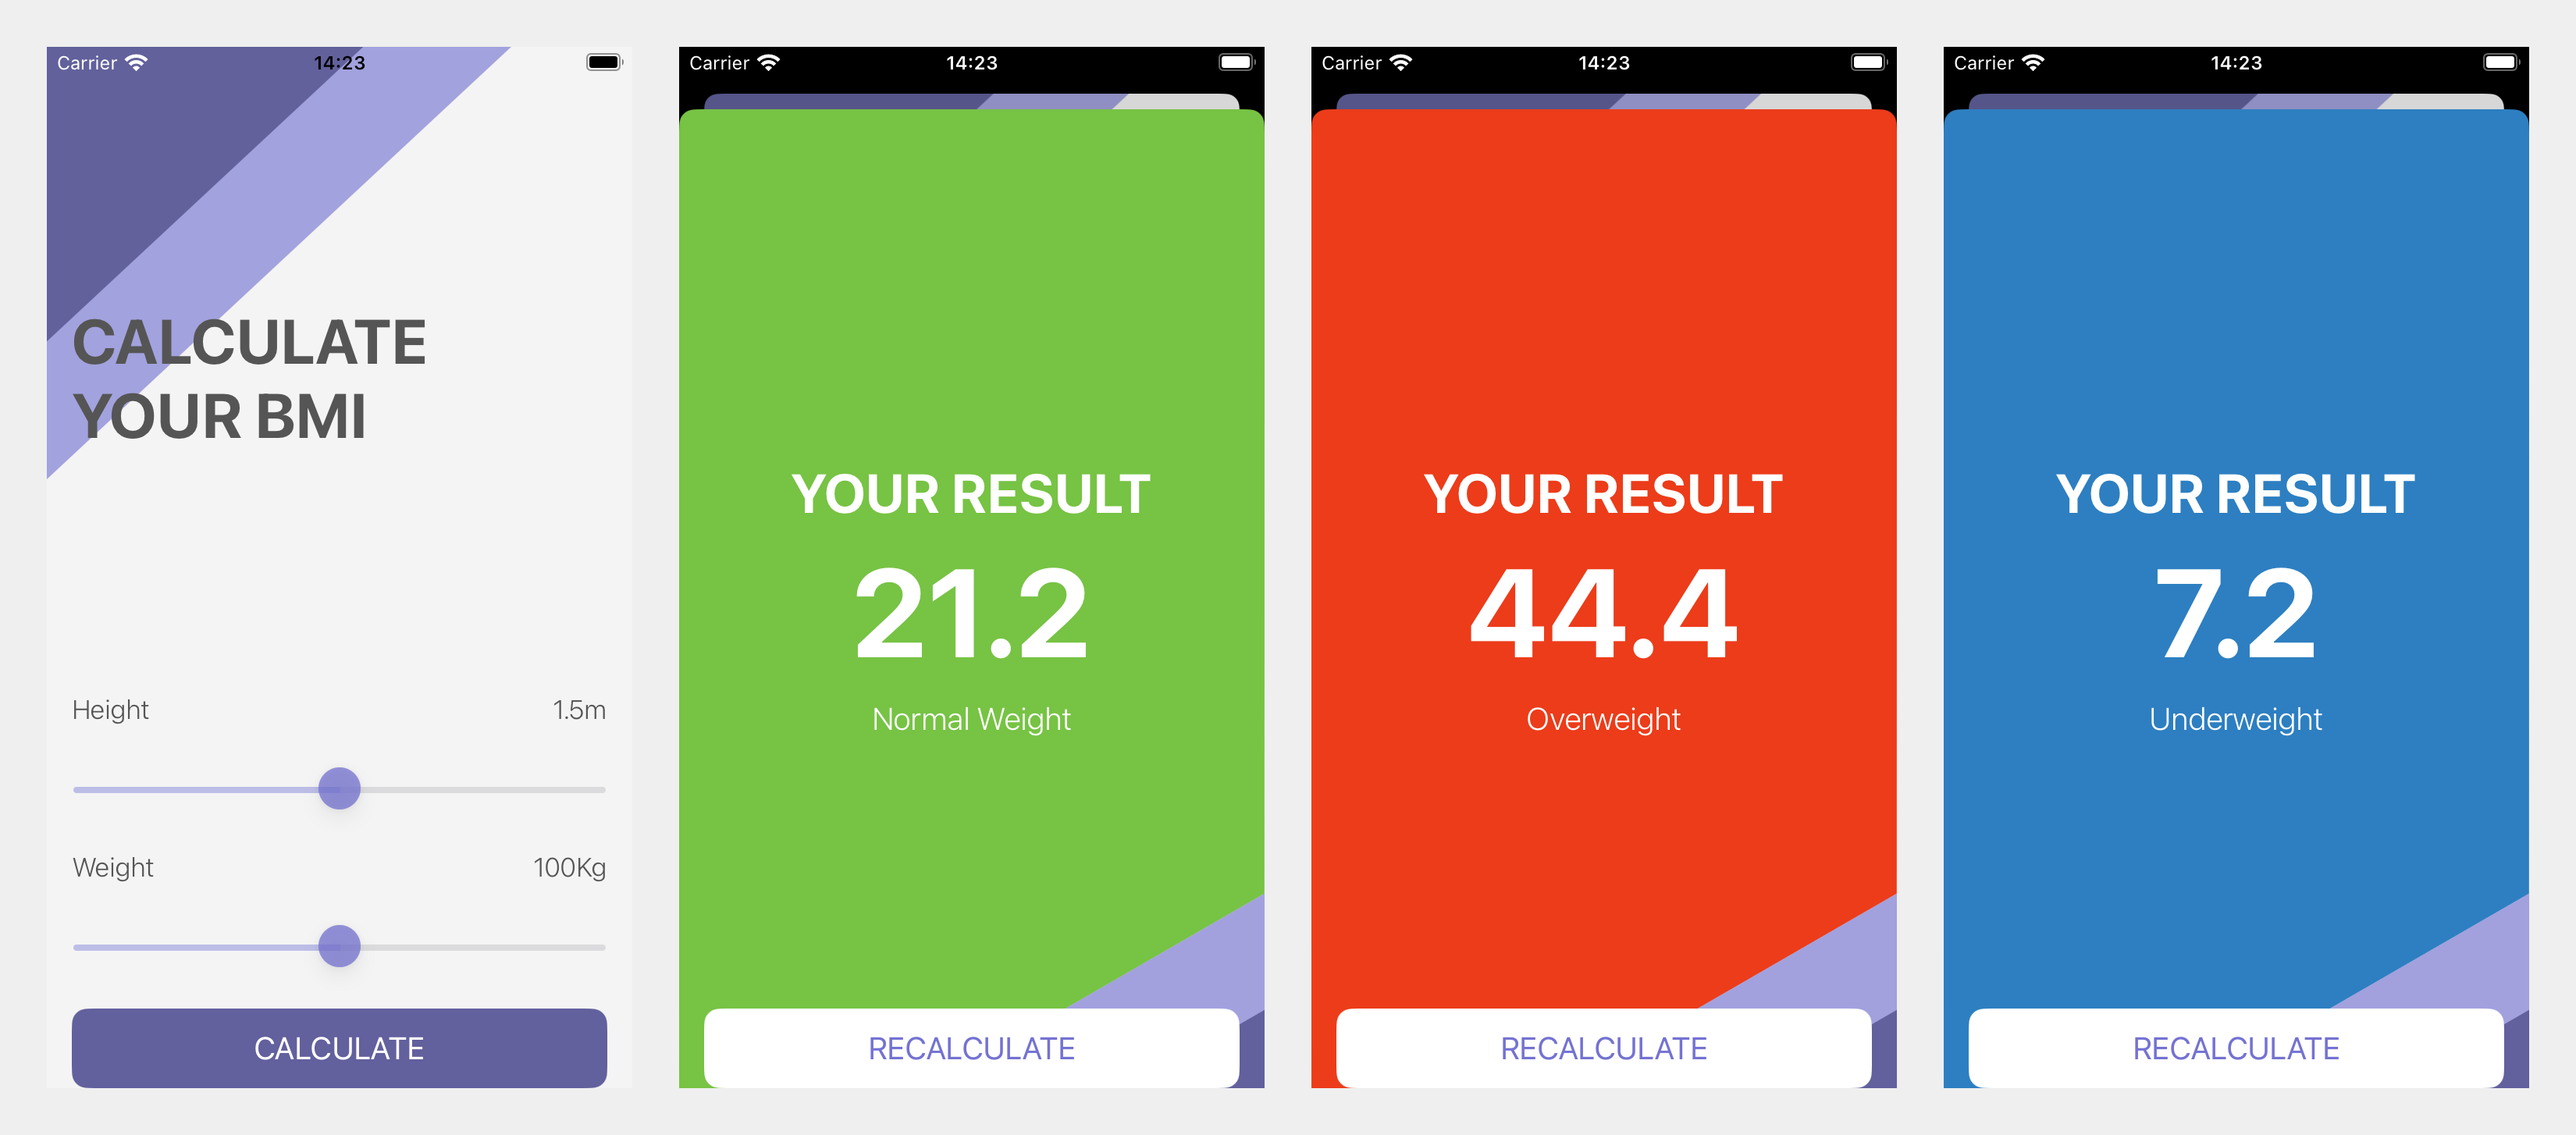 Carrier 14:23
CALCULATE
YOUR BMI
Height 1.5m
Weight 100Kg
CALCULATE
Carrier 14:23
YOUR RESULT
21.2
Normal Weight
RECALCULATE
Carrier 14:23
YOUR RESULT
44.4
Overweight
RECALCULATE
Carrier 14:23
YOUR RESULT
7.2
Underweight
RECALCULATE